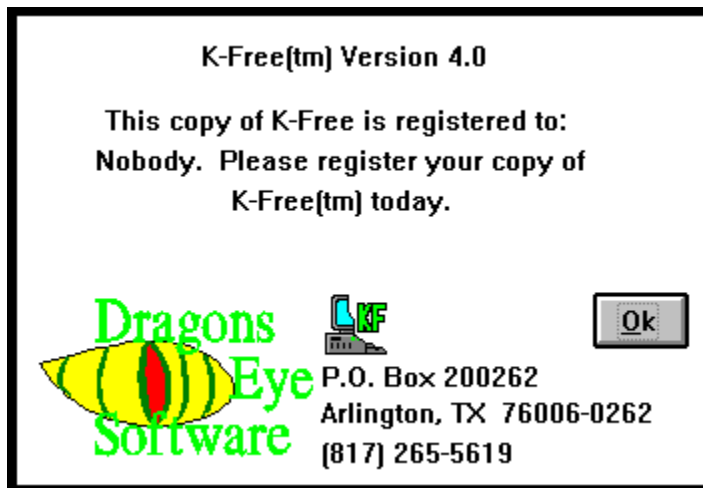 K-Free(tm) Version 4.0
This copy of K-Free is registered to:
Nobody. Please register your copy of
K-Free(tm) today.
Dragons
Eye
Software
KF
Ok
P.O. Box 200262
Arlington, TX 76006-0262
(817) 265-5619